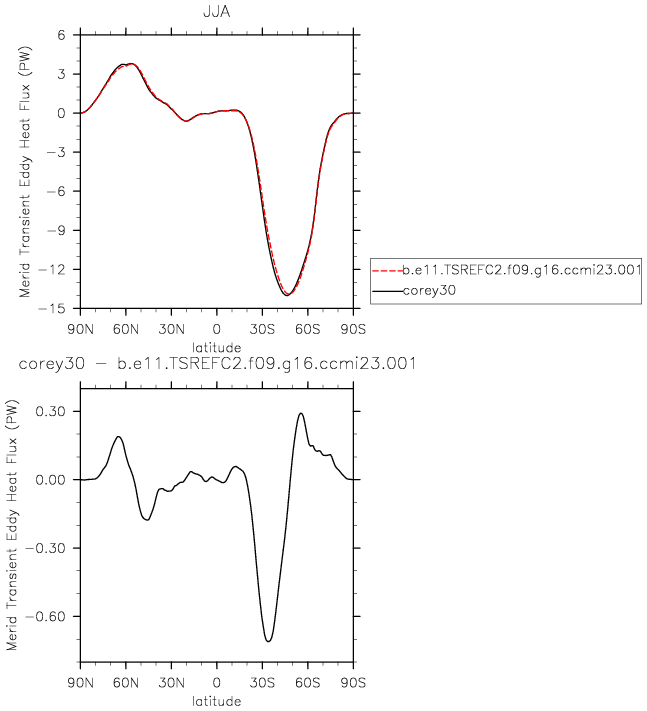 JJA
Merid Transient Eddy Heat Flux (PW)
6
3
0
−3
−6
−9
−12
−15
90N 60N 30N 0 30S 60S 90S
latitude
b.e11.TSREFC2.f09.g16.ccmi23.001
corey30
corey30 − b.e11.TSREFC2.f09.g16.ccmi23.001
Merid Transient Eddy Heat Flux (PW)
0.30
0.00
−0.30
−0.60
90N 60N 30N 0 30S 60S 90S
latitude